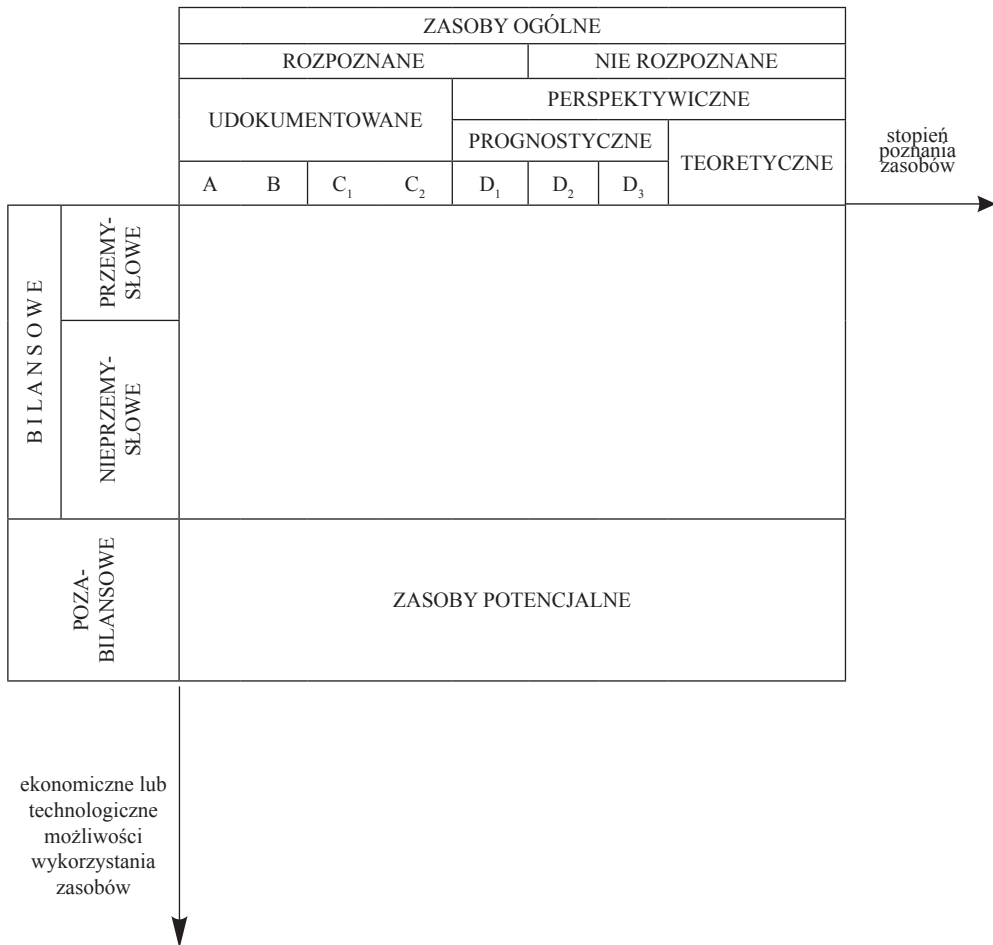 ZASOBY OGÓLNE
ROZPOZNANE
NIE ROZPOZNANE
UDOKUMENTOWANE
PERSPEKTYWICZNE
PROGNOSTYCZNE
TEORETYCZNE
A B C₁ C₂ D₁ D₂ D₃
stopień
poznania
zasobów
BILANSOWE
PRZEMY-
SŁOWE
NIEPRZEMY-
SŁOWE
POZA-
BILANSOWE
ZASOBY POTENCJALNE
ekonomiczne lub
technologiczne
możliwości
wykorzystania
zasobów